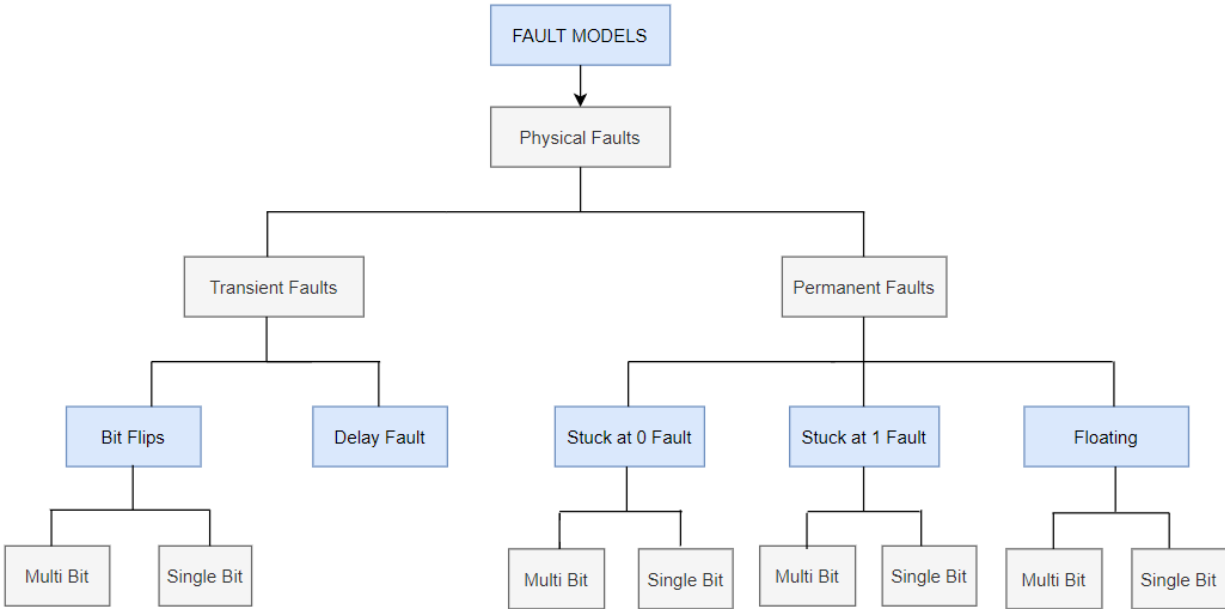 FAULT MODELS
Physical Faults
Transient Faults
Permanent Faults
Bit Flips
Delay Fault
Stuck at 0 Fault
Stuck at 1 Fault
Floating
Multi Bit
Single Bit
Multi Bit
Single Bit
Multi Bit
Single Bit
Multi Bit
Single Bit